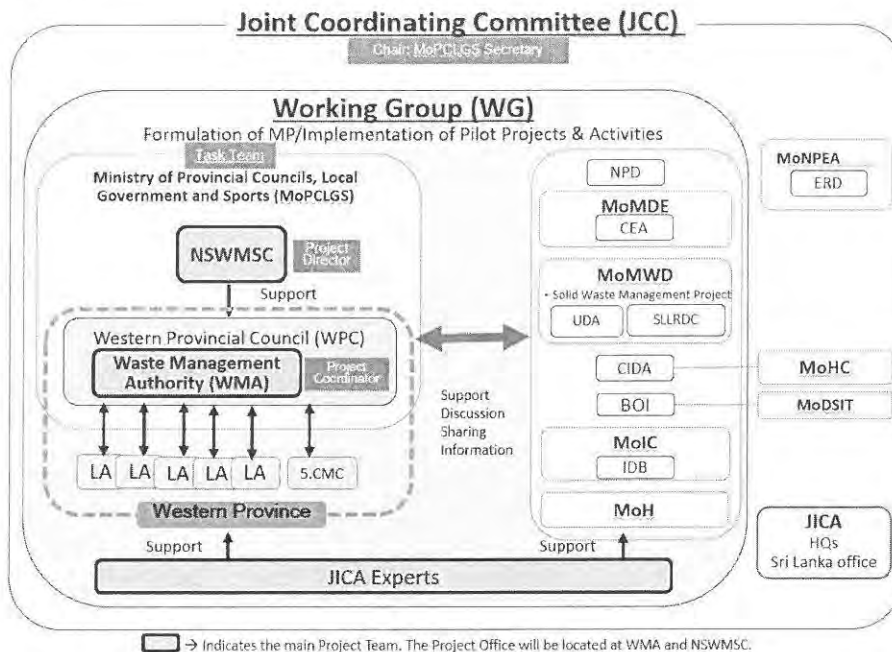 Joint Coordinating Committee (JCC)
Chair: MoPCLGS Secretary
Working Group (WG)
Formulation of MP/Implementation of Pilot Projects & Activities
Task Team
Ministry of Provincial Councils, Local
Government and Sports (MoPCLGS)
NSWMSC
Project
Director
Support
Western Provincial Council (WPC)
Waste Management
Authority (WMA)
Project
Coordinator
LA
LA
LA
LA
LA
5.CMC
Western Province
Support
Discussion
Sharing
Information
NPD
MoMDE
CEA
MoMWD
- Solid Waste Management Project
UDA
SLLRDC
CIDA
BOI
MoIC
IDB
MoH
MoNPEA
ERD
MoHC
MoDSIT
JICA
HQs
Sri Lanka office
Support
Support
JICA Experts
→ Indicates the main Project Team. The Project Office will be located at WMA and NSWMSC.